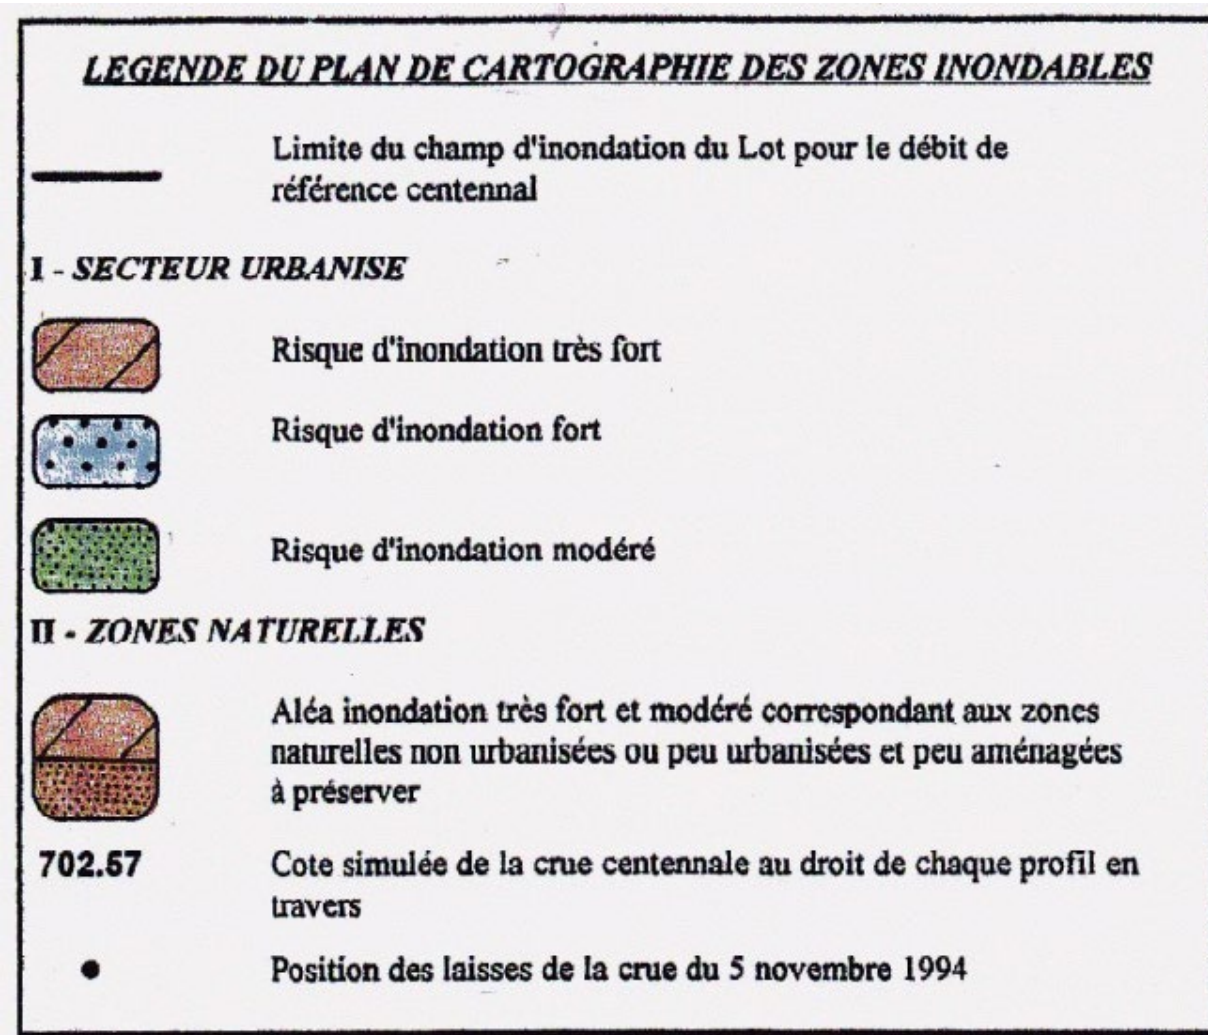 LEGENDE DU PLAN DE CARTOGRAPHIE DES ZONES INONDABLES
Limite du champ d'inondation du Lot pour le débit de
référence centennal
I - SECTEUR URBANISE
Risque d'inondation très fort
Risque d'inondation fort
Risque d'inondation modéré
II - ZONES NATURELLES
Aléa inondation très fort et modéré correspondant aux zones
naturelles non urbanisées ou peu urbanisées et peu aménagées
à préserver
702.57 Cote simulée de la crue centennale au droit de chaque profil en
travers
Position des laisses de la crue du 5 novembre 1994